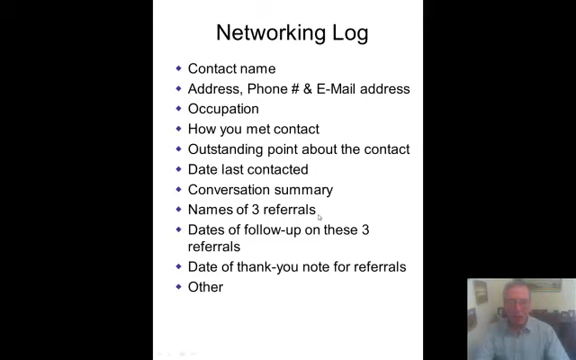 Networking Log
Contact name
Address, Phone # & E-Mail address
Occupation
How you met contact
Outstanding point about the contact
Date last contacted
Conversation summary
Names of 3 referrals
Dates of follow-up on these 3
referrals
Date of thank-you note for referrals
Other